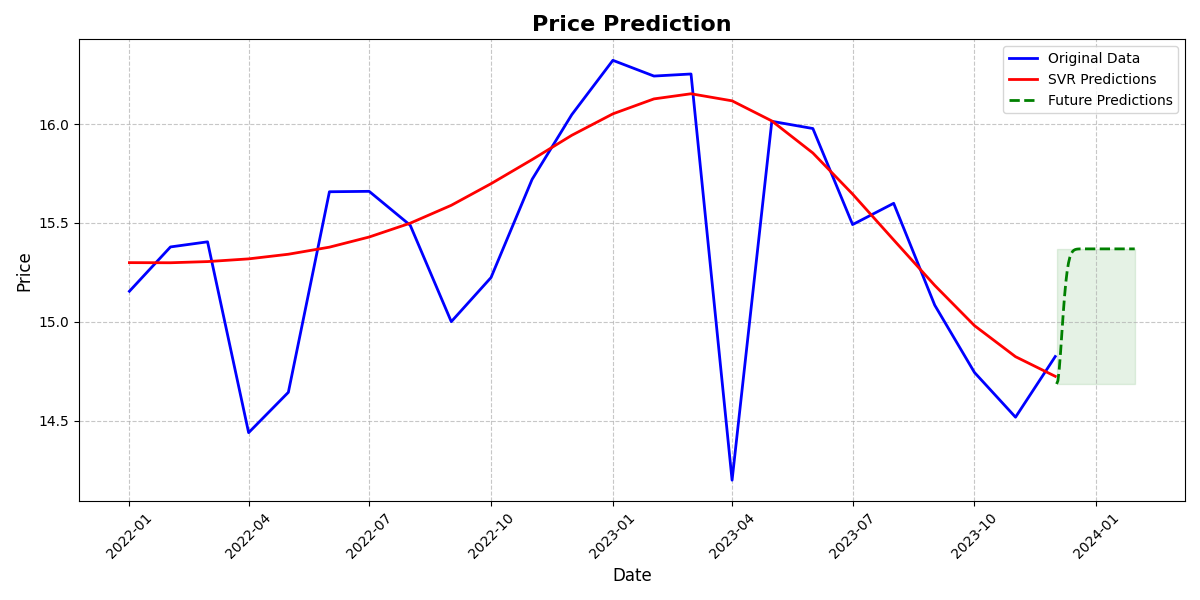 Price Prediction
Original Data
SVR Predictions
Future Predictions
Price
16.0
15.5
15.0
14.5
2022-01
2022-04
2022-07
2022-10
2023-01
2023-04
2023-07
2023-10
2024-01
Date